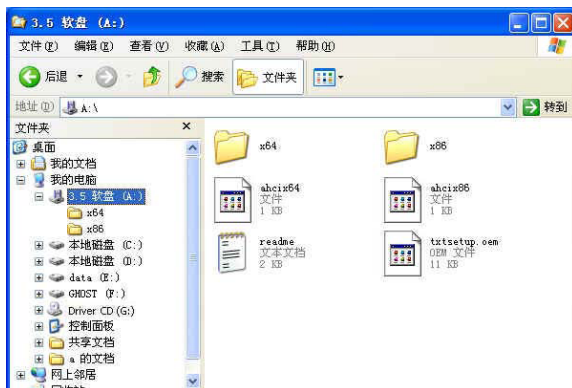 3.5 软盘 (A:)
文件(F) 编辑(E) 查看(V) 收藏(A) 工具(T) 帮助(H)
后退 搜索 文件夹
地址(D) A:\ 转到
文件夹
桌面
我的文档
我的电脑
3.5 软盘 (A:)
x64
x86
本地磁盘 (C:)
本地磁盘 (D:)
data (E:)
GHOST (F:)
Driver CD (G:)
控制面板
共享文档
a 的文档
网上邻居
x64
x86
ahcix64
文件
1 KB
ahcix86
文件
1 KB
readme
文本文档
2 KB
txtsetup.oem
OEM 文件
11 KB